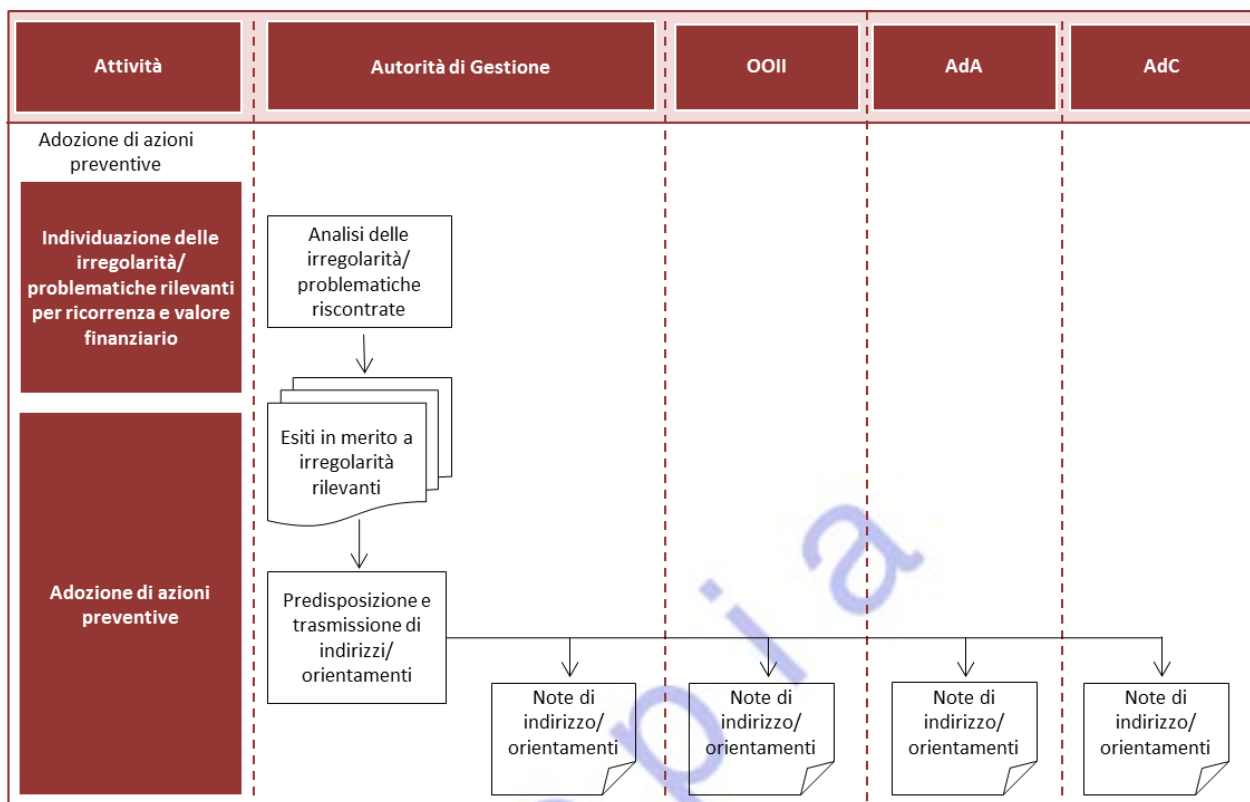 Attività
Autorità di Gestione
OOII
AdA
AdC
Adozione di azioni
preventive
Individuazione delle
irregolarità/
problematiche rilevanti
per ricorrenza e valore
finanziario
Analisi delle
irregolarità/
problematiche
riscontrate
Esiti in merito a
irregolarità
rilevanti
Adozione di azioni
preventive
Predisposizione e
trasmissione di
indirizzi/
orientamenti
Note di
indirizzo/
orientamenti
Note di
indirizzo/
orientamenti
Note di
indirizzo/
orientamenti
Note di
indirizzo/
orientamenti
pia